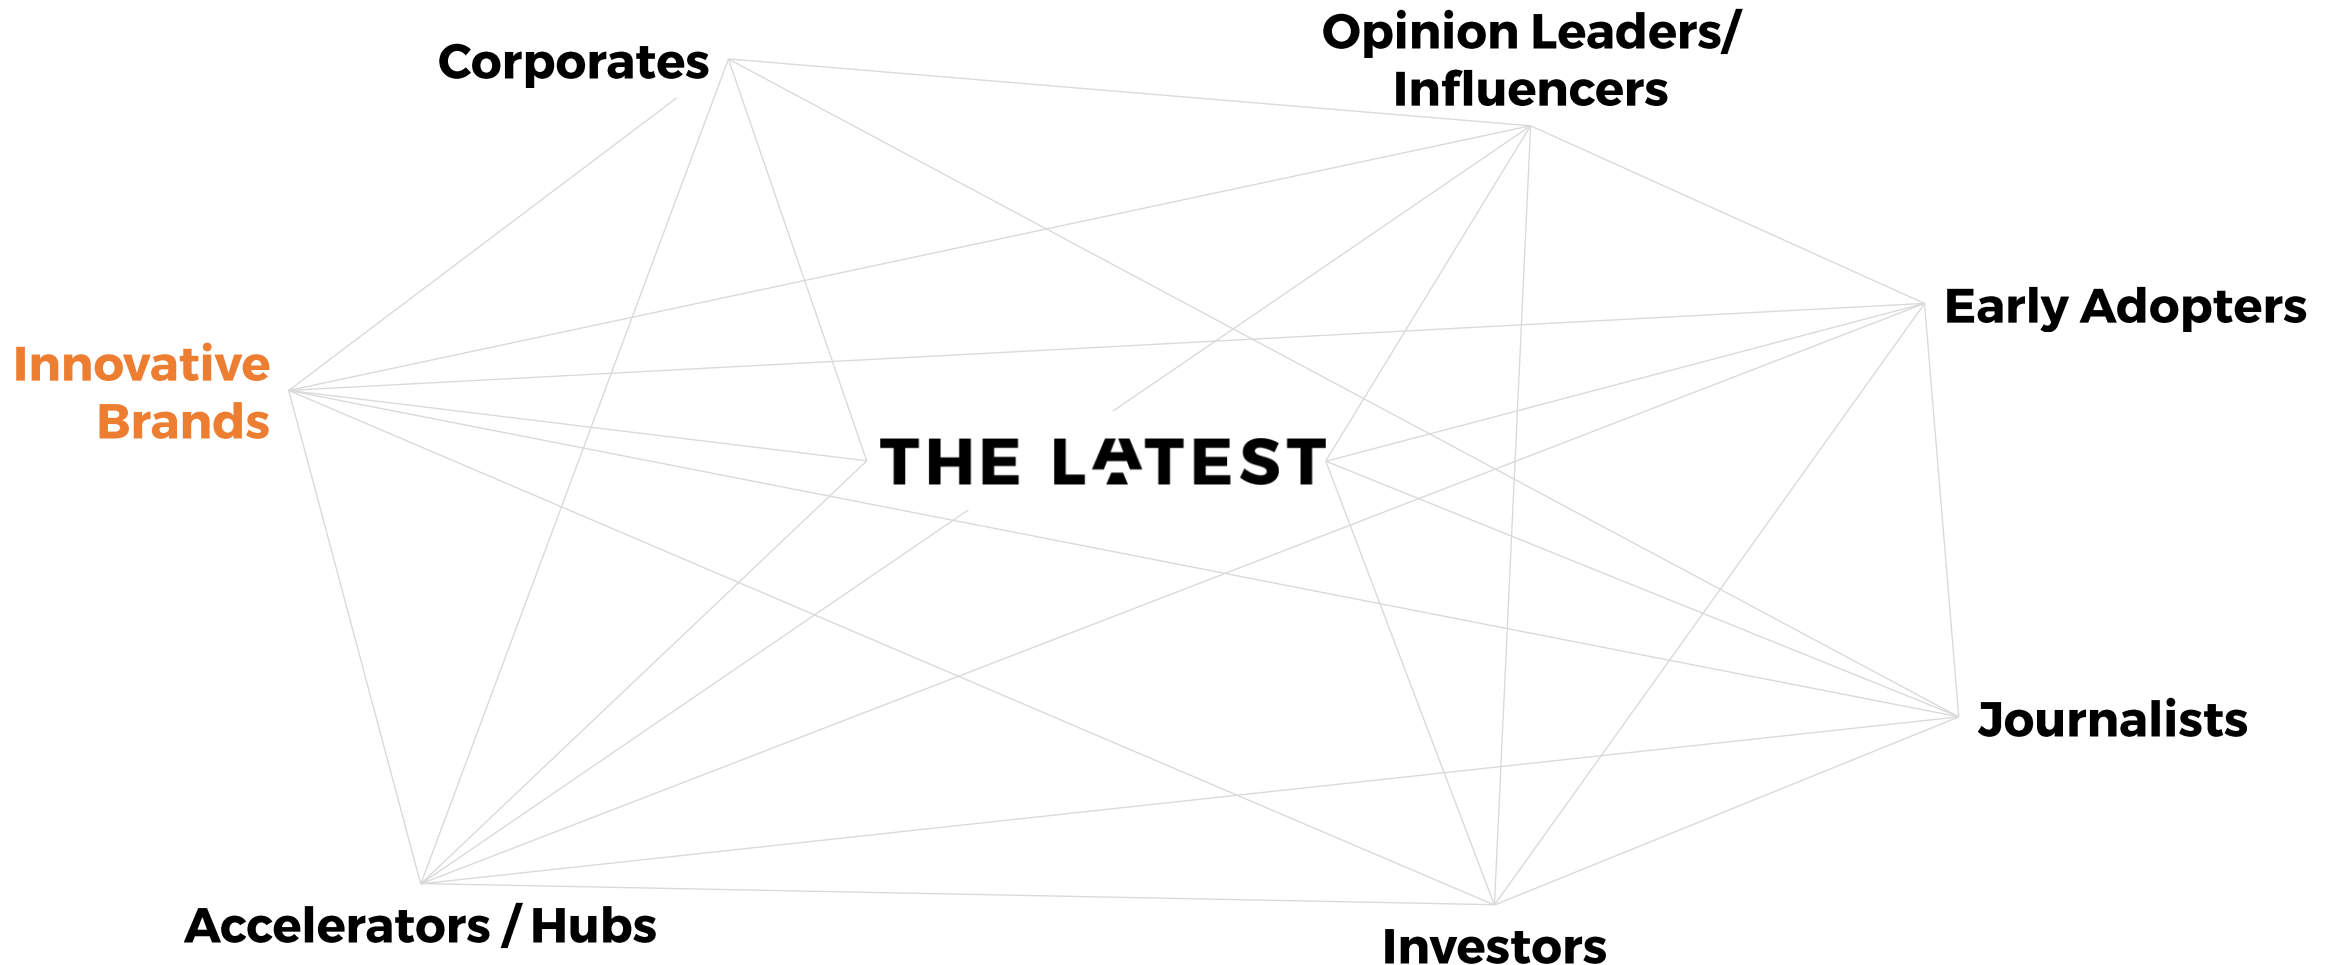 Corporates
Opinion Leaders/
Influencers
Early Adopters
Innovative
Brands
THE LATEST
Journalists
Accelerators / Hubs
Investors